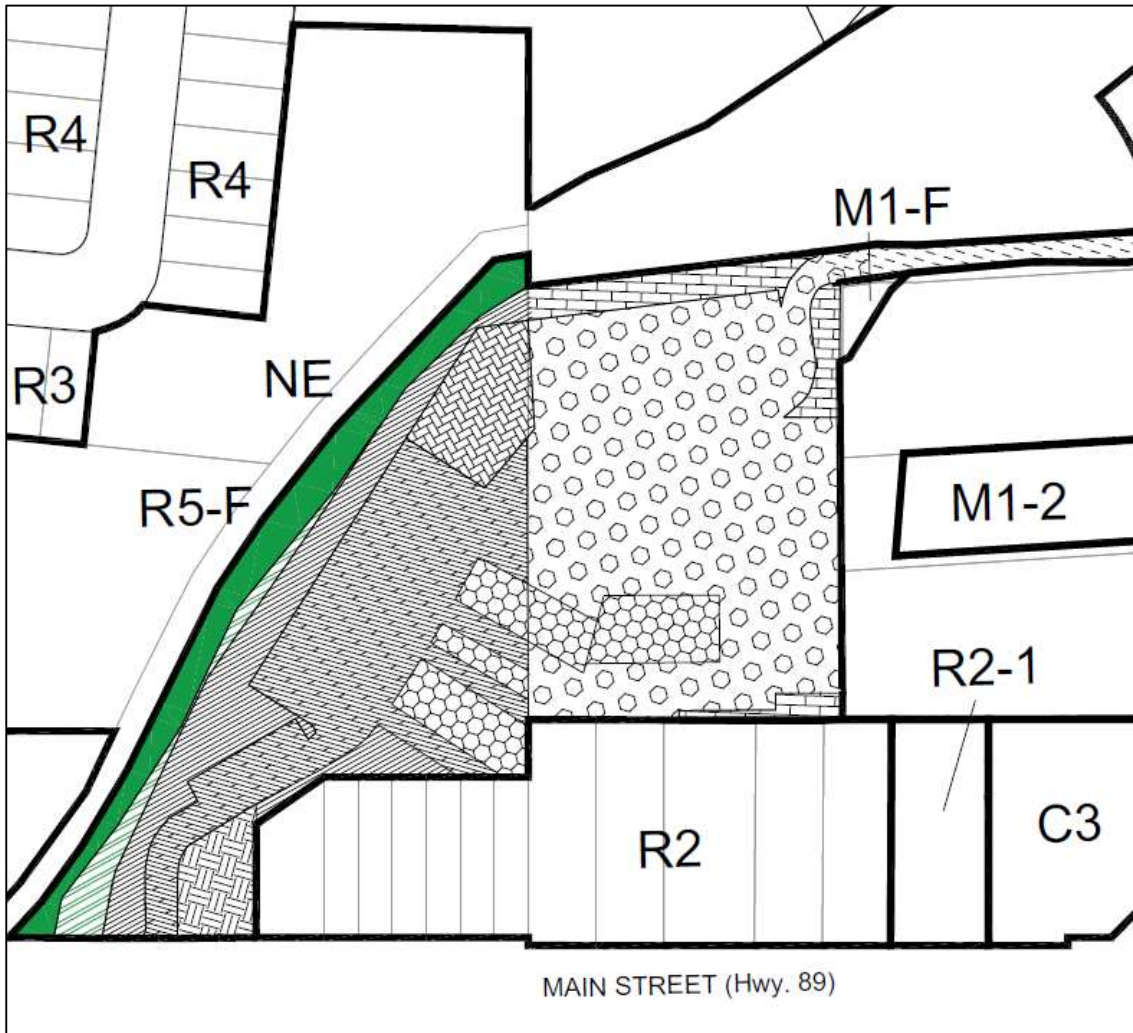 R4
R4
M1-F
R3
NE
R5-F
M1-2
R2-1
R2
C3
MAIN STREET (Hwy. 89)